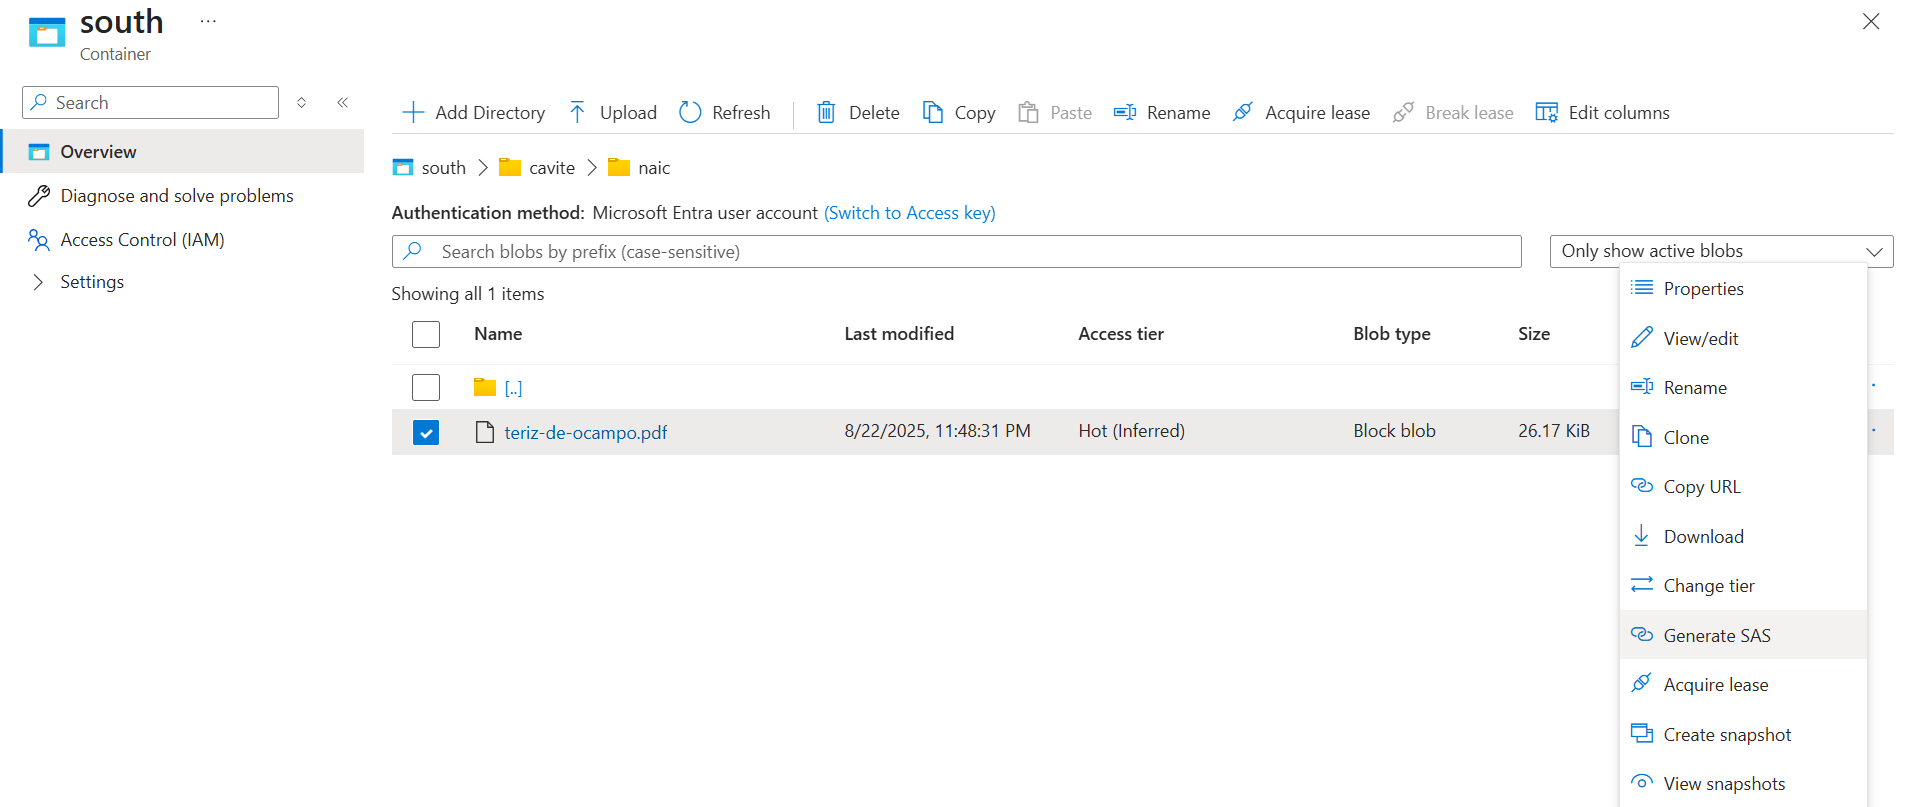 south ...
Container
Search
Overview
Diagnose and solve problems
Access Control (IAM)
Settings
Add Directory Upload Refresh Delete Copy Paste Rename Acquire lease Break lease Edit columns
south > cavite > naic
Authentication method: Microsoft Entra user account (Switch to Access key)
Search blobs by prefix (case-sensitive) Only show active blobs
Showing all 1 items
Name Last modified Access tier Blob type Size
[..]
teriz-de-ocampo.pdf 8/22/2025, 11:48:31 PM Hot (Inferred) Block blob 26.17 KiB
Properties
View/edit
Rename
Clone
Copy URL
Download
Change tier
Generate SAS
Acquire lease
Create snapshot
View snapshots